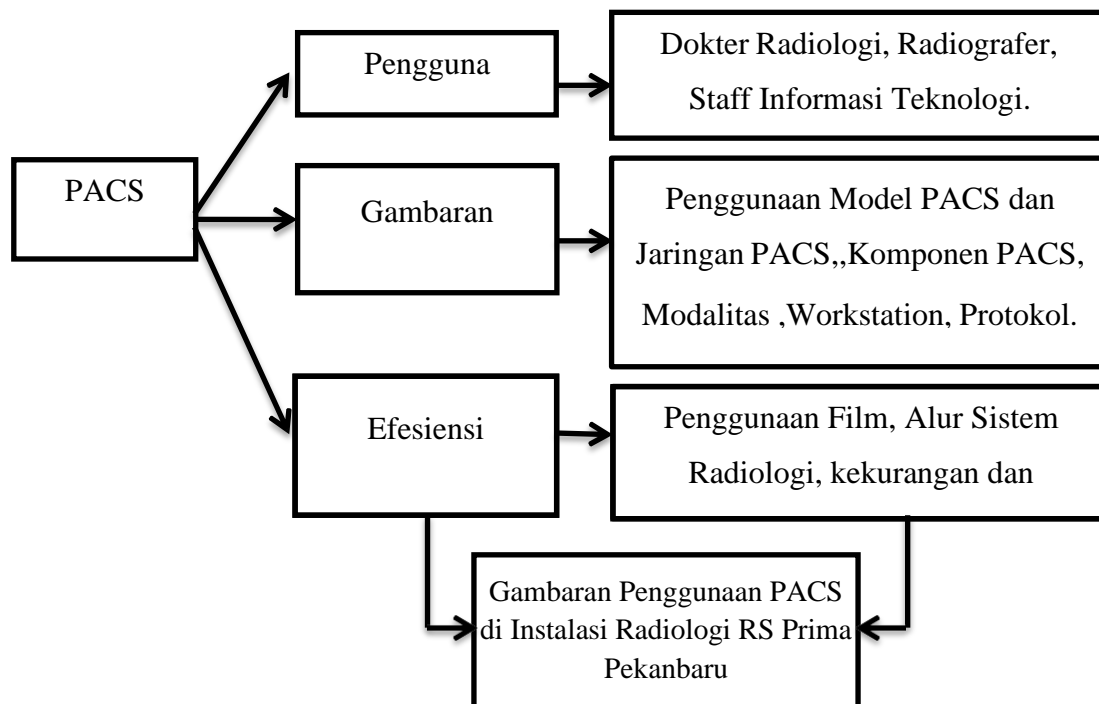 PACS
Pengguna
Dokter Radiologi, Radiografer,
Staff Informasi Teknologi.
Gambaran
Penggunaan Model PACS dan
Jaringan PACS,,Komponen PACS,
Modalitas ,Workstation, Protokol.
Efesiensi
Penggunaan Film, Alur Sistem
Radiologi, kekurangan dan
Gambaran Penggunaan PACS
di Instalasi Radiologi RS Prima
Pekanbaru